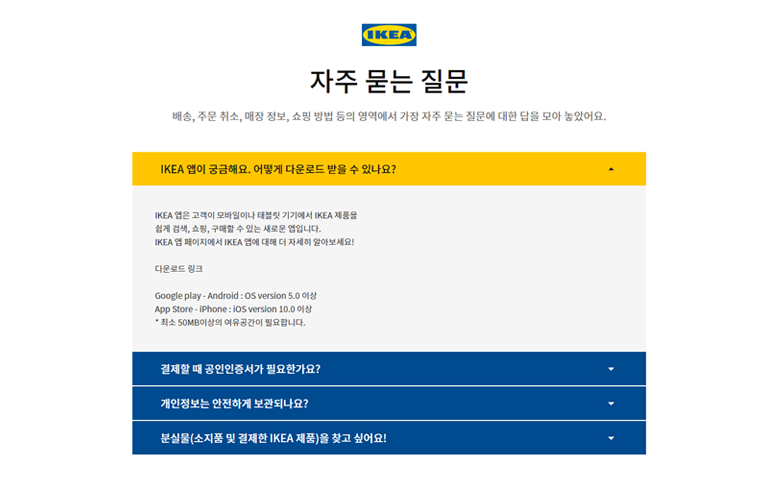 IKEA
자주 묻는 질문
배송, 주문 취소, 매장 정보, 쇼핑 방법 등의 영역에서 가장 자주 묻는 질문에 대한 답을 모아 놓았어요.
IKEA 앱이 궁금해요. 어떻게 다운로드 받을 수 있나요?
IKEA 앱은 고객이 모바일이나 태블릿 기기에서 IKEA 제품을
쉽게 검색, 쇼핑, 구매할 수 있는 새로운 앱입니다.
IKEA 앱 페이지에서 IKEA 앱에 대해 더 자세히 알아보세요!
다운로드 링크
Google play - Android : OS version 5.0 이상
App Store - iPhone : iOS version 10.0 이상
* 최소 50MB이상의 여유공간이 필요합니다.
결제할 때 공인인증서가 필요한가요?
개인정보는 안전하게 보관되나요?
분실물(소지품 및 결제한 IKEA 제품)을 찾고 싶어요!